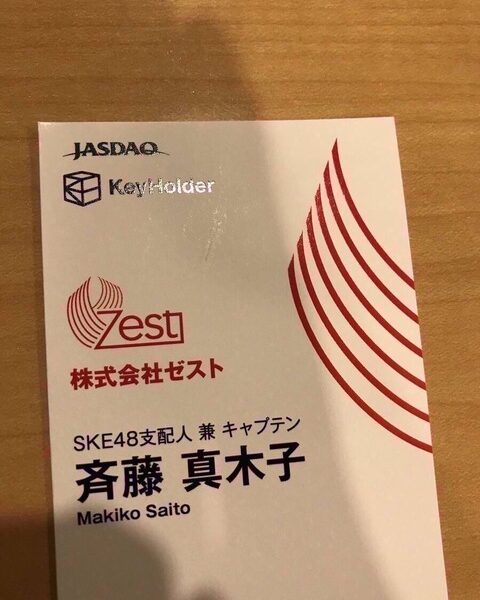 JASDAQ
KeyHolder
Zest
株式会社ゼスト
SKE48支配人 兼 キャプテン
斉藤 真木子
Makiko Saito